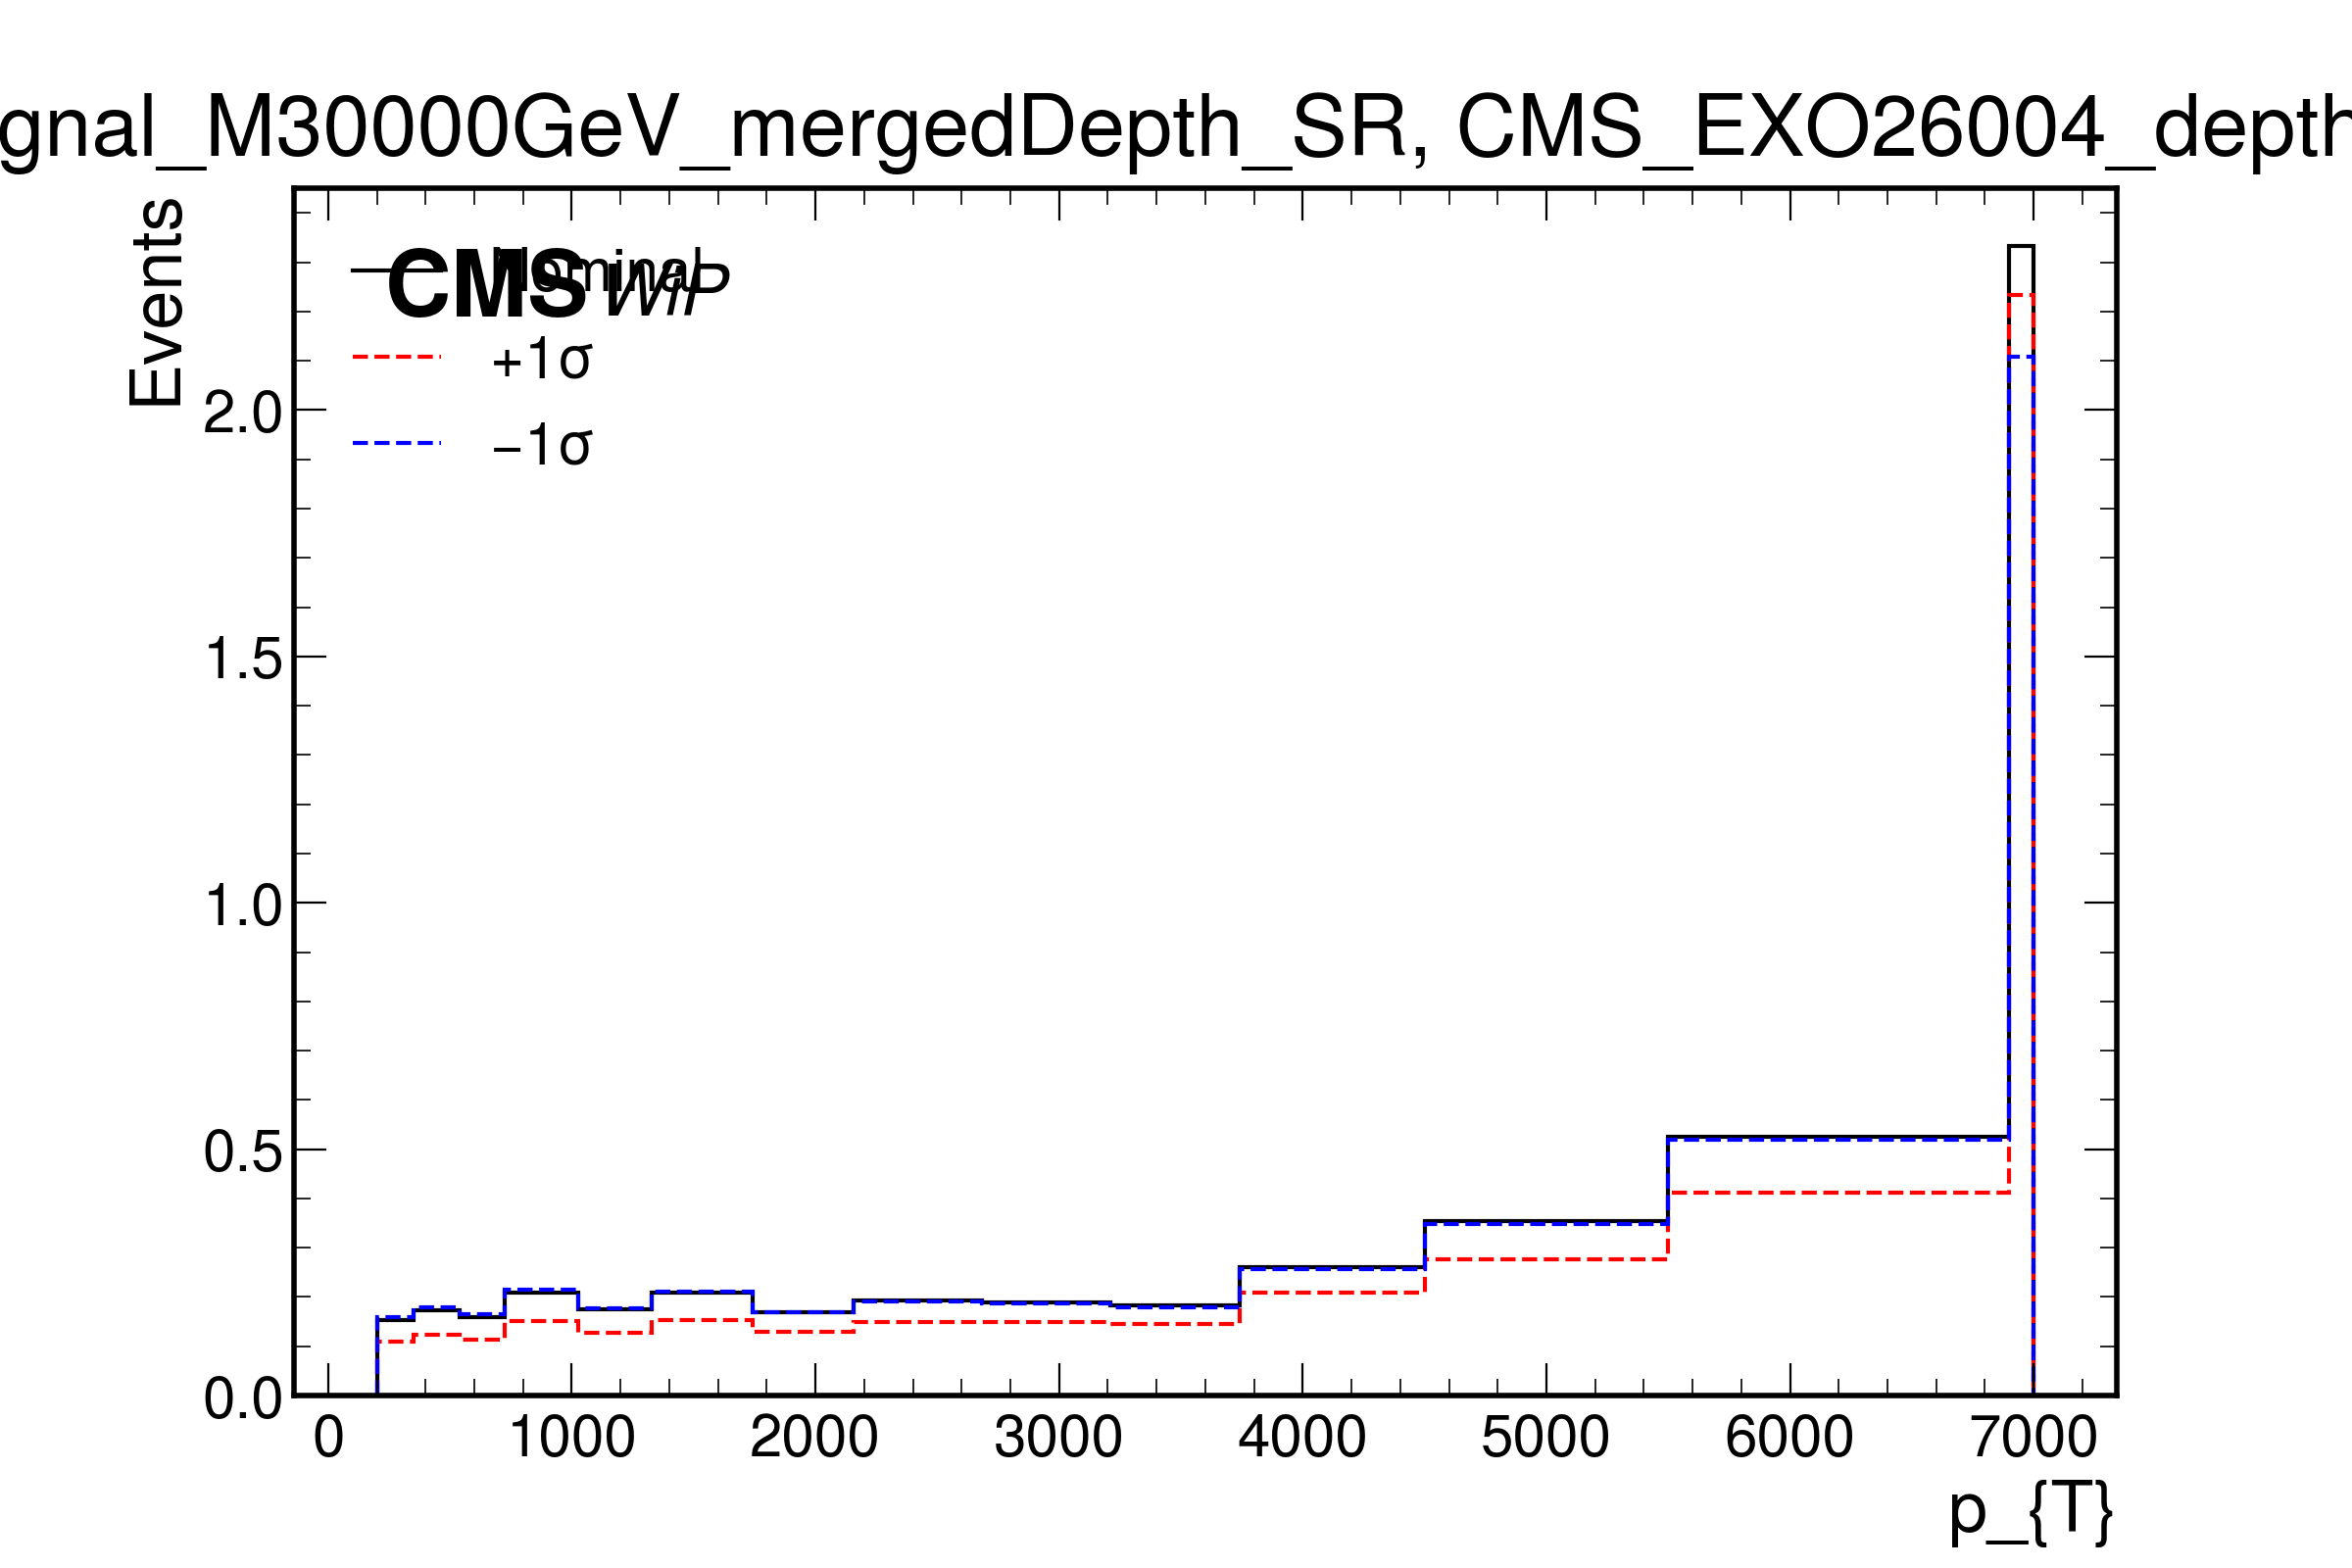 gnal_M30000GeV_mergedDepth_SR, CMS_EXO26004_depth
Events
CMS WiP
Nominal
+1σ
−1σ
2.0
1.5
1.0
0.5
0.0
0 1000 2000 3000 4000 5000 6000 7000
p_{T}